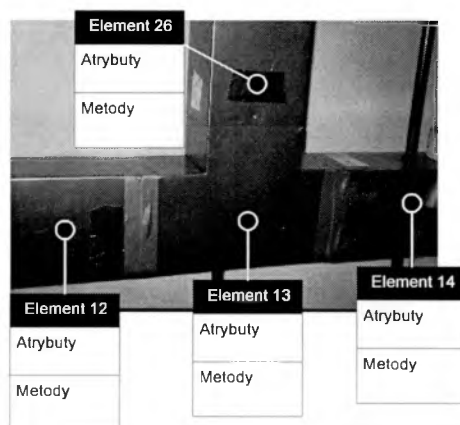 Element 26
Atrybuty
Metody
Element 12
Atrybuty
Metody
Element 13
Atrybuty
Metody
Element 14
Atrybuty
Metody